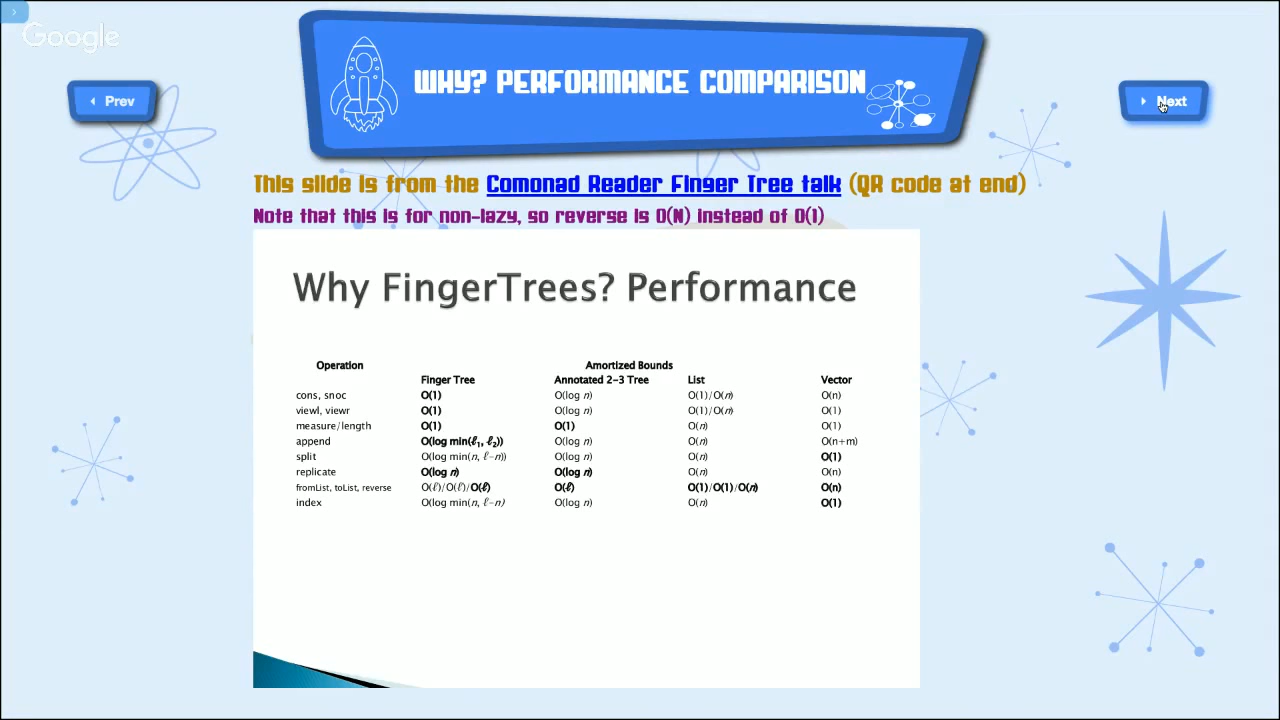 Google
WHY? PERFORMANCE COMPARISON
Prev
Next
This slide is from the Comonad Reader Finger Tree talk (QR code at end)
Note that this is for non-lazy, so reverse is O(N) instead of O(1)
Why FingerTrees? Performance
Operation Amortized Bounds
Finger Tree Annotated 2-3 Tree List Vector
cons, snoc O(1) O(log n) O(1)/O(n) O(n)
viewl, viewr O(1) O(log n) O(1)/O(n) O(1)
measure/length O(1) O(1) O(n) O(1)
append O(log min(ℓ₁, ℓ₂)) O(log n) O(n) O(n+m)
split O(log min(n, ℓ-n)) O(log n) O(n) O(1)
replicate O(log n) O(log n) O(n) O(n)
fromList, toList, reverse O(ℓ)/O(ℓ)/O(ℓ) O(ℓ) O(1)/O(1)/O(n) O(n)
index O(log min(n, ℓ-n) O(log n) O(n) O(1)